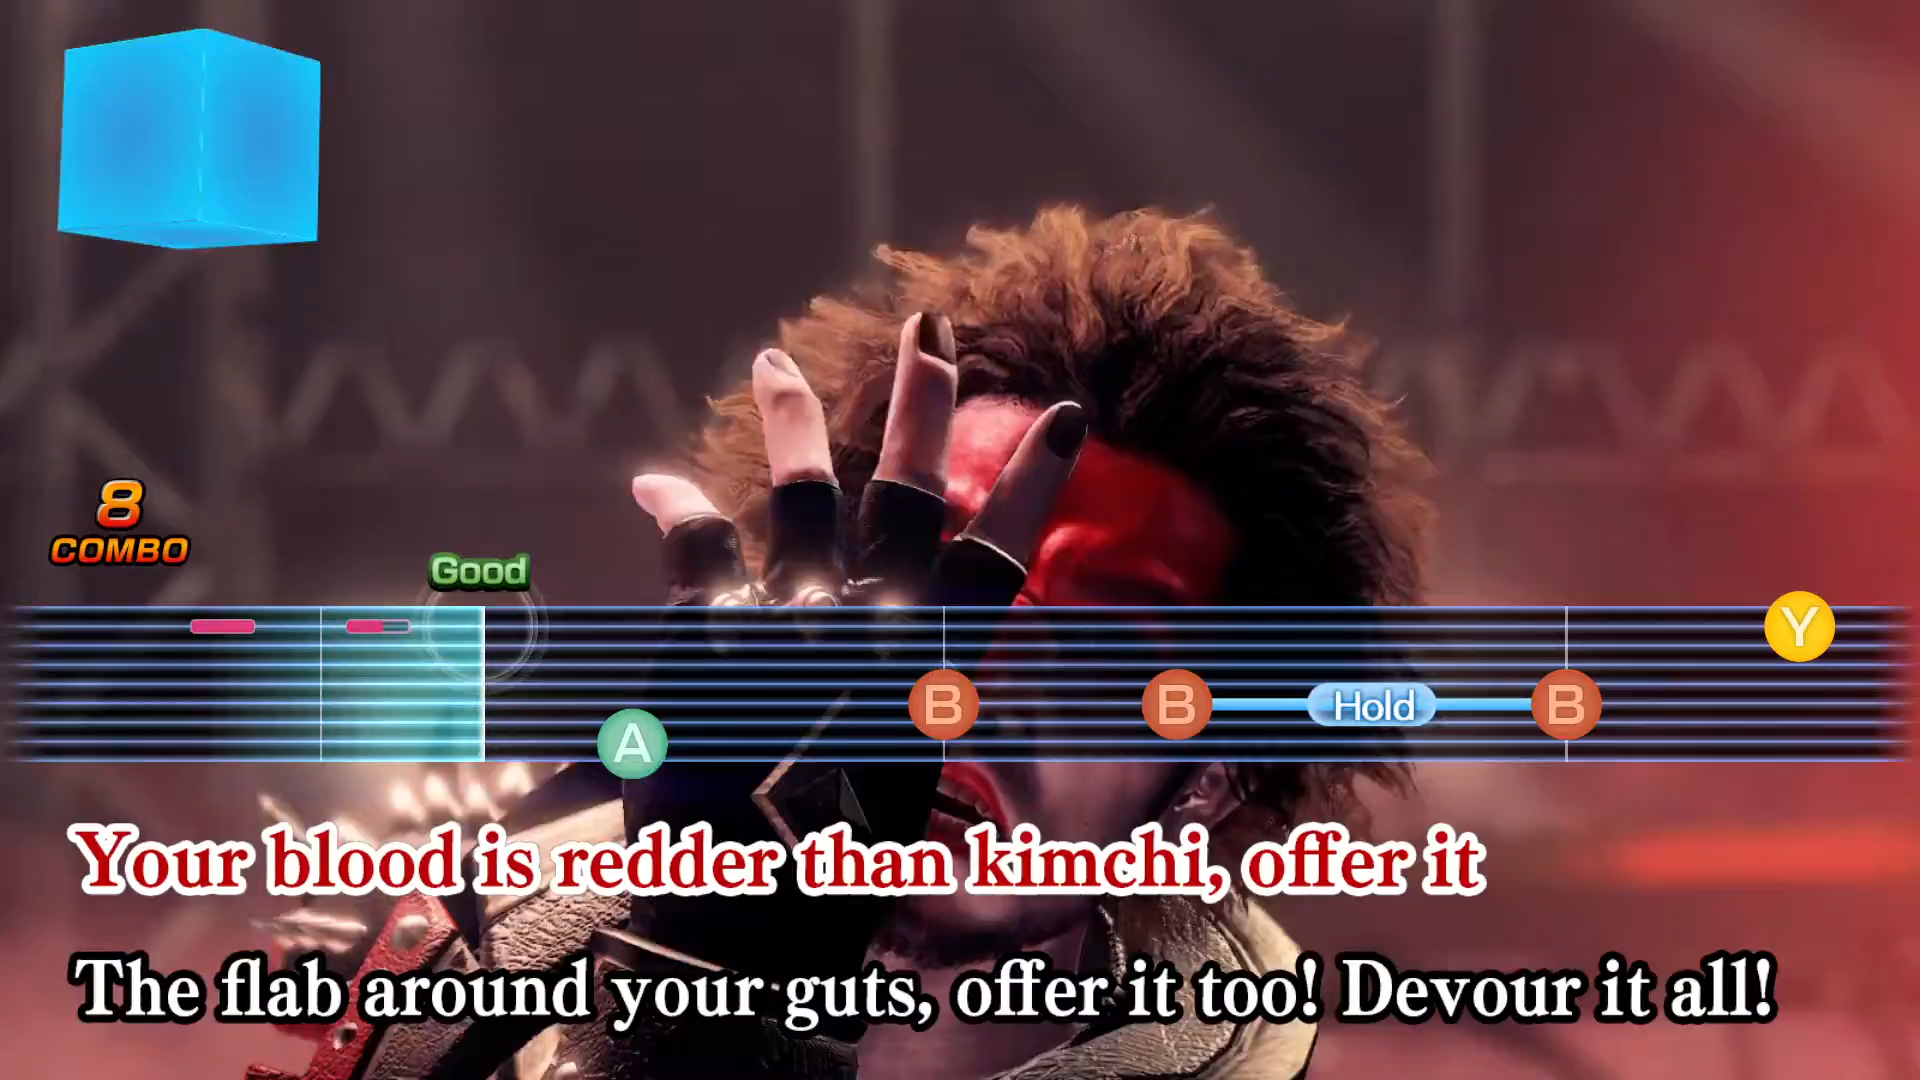 8
COMBO
Good
Y
B
B
Hold
B
A
Your blood is redder than kimchi, offer it
The flab around your guts, offer it too! Devour it all!